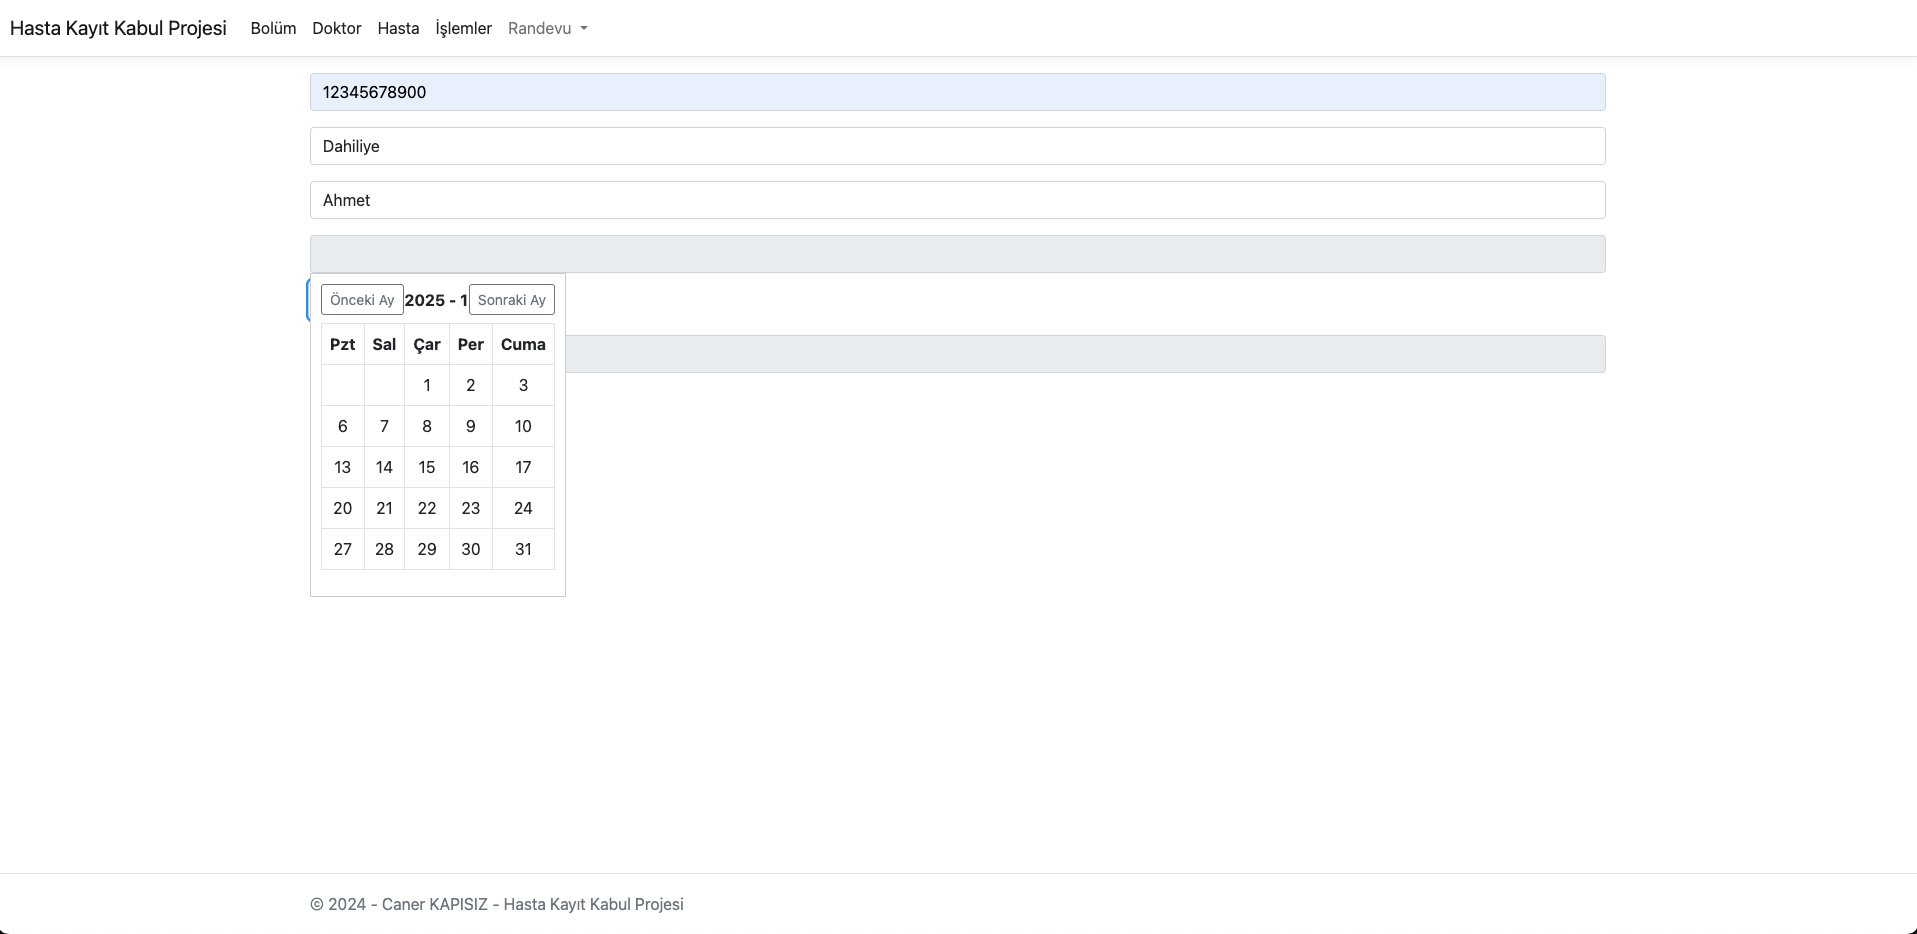 Hasta Kayıt Kabul Projesi Bolüm Doktor Hasta İşlemler Randevu
12345678900
Dahiliye
Ahmet
Önceki Ay 2025 - 1 Sonraki Ay
Pzt Sal Çar Per Cuma
1 2 3
6 7 8 9 10
13 14 15 16 17
20 21 22 23 24
27 28 29 30 31
© 2024 - Caner KAPISIZ - Hasta Kayıt Kabul Projesi